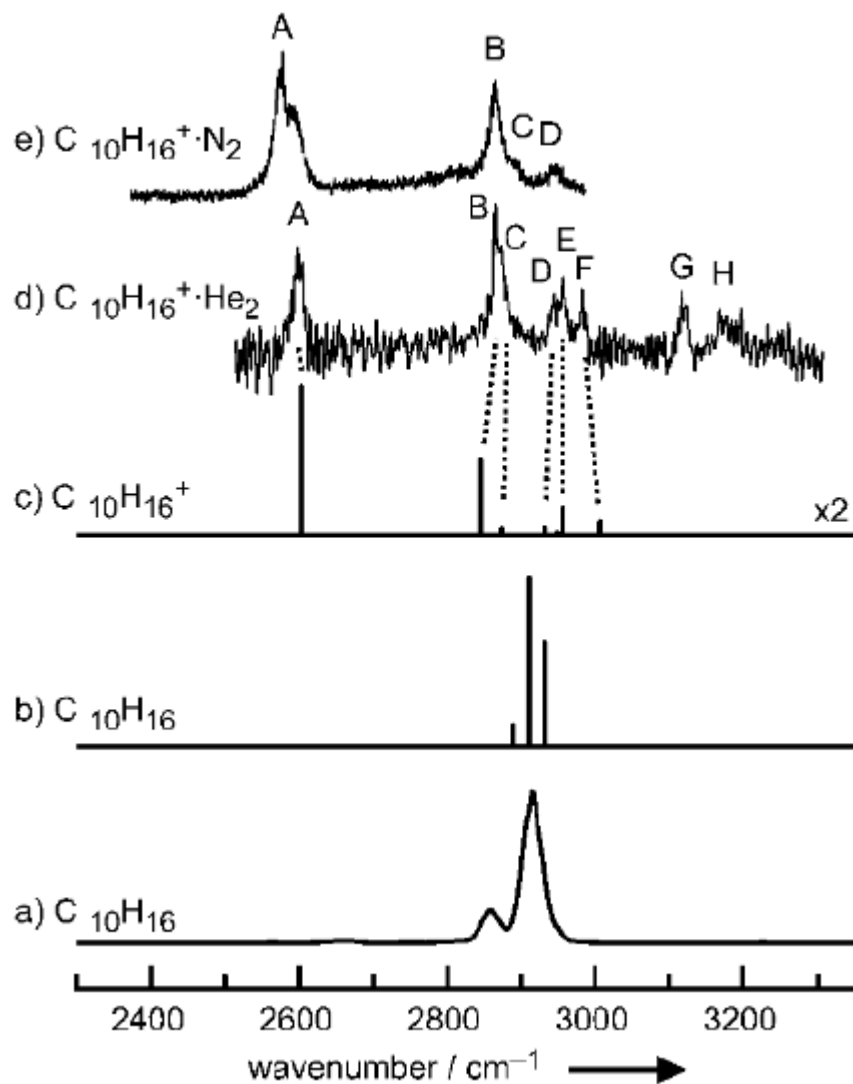 A
B
C D
e) C 10H16+·N2
A
B
C
D
E
F
G
H
d) C 10H16+·He2
c) C 10H16+
x2
b) C 10H16
a) C 10H16
2400 2600 2800 3000 3200
wavenumber / cm−1